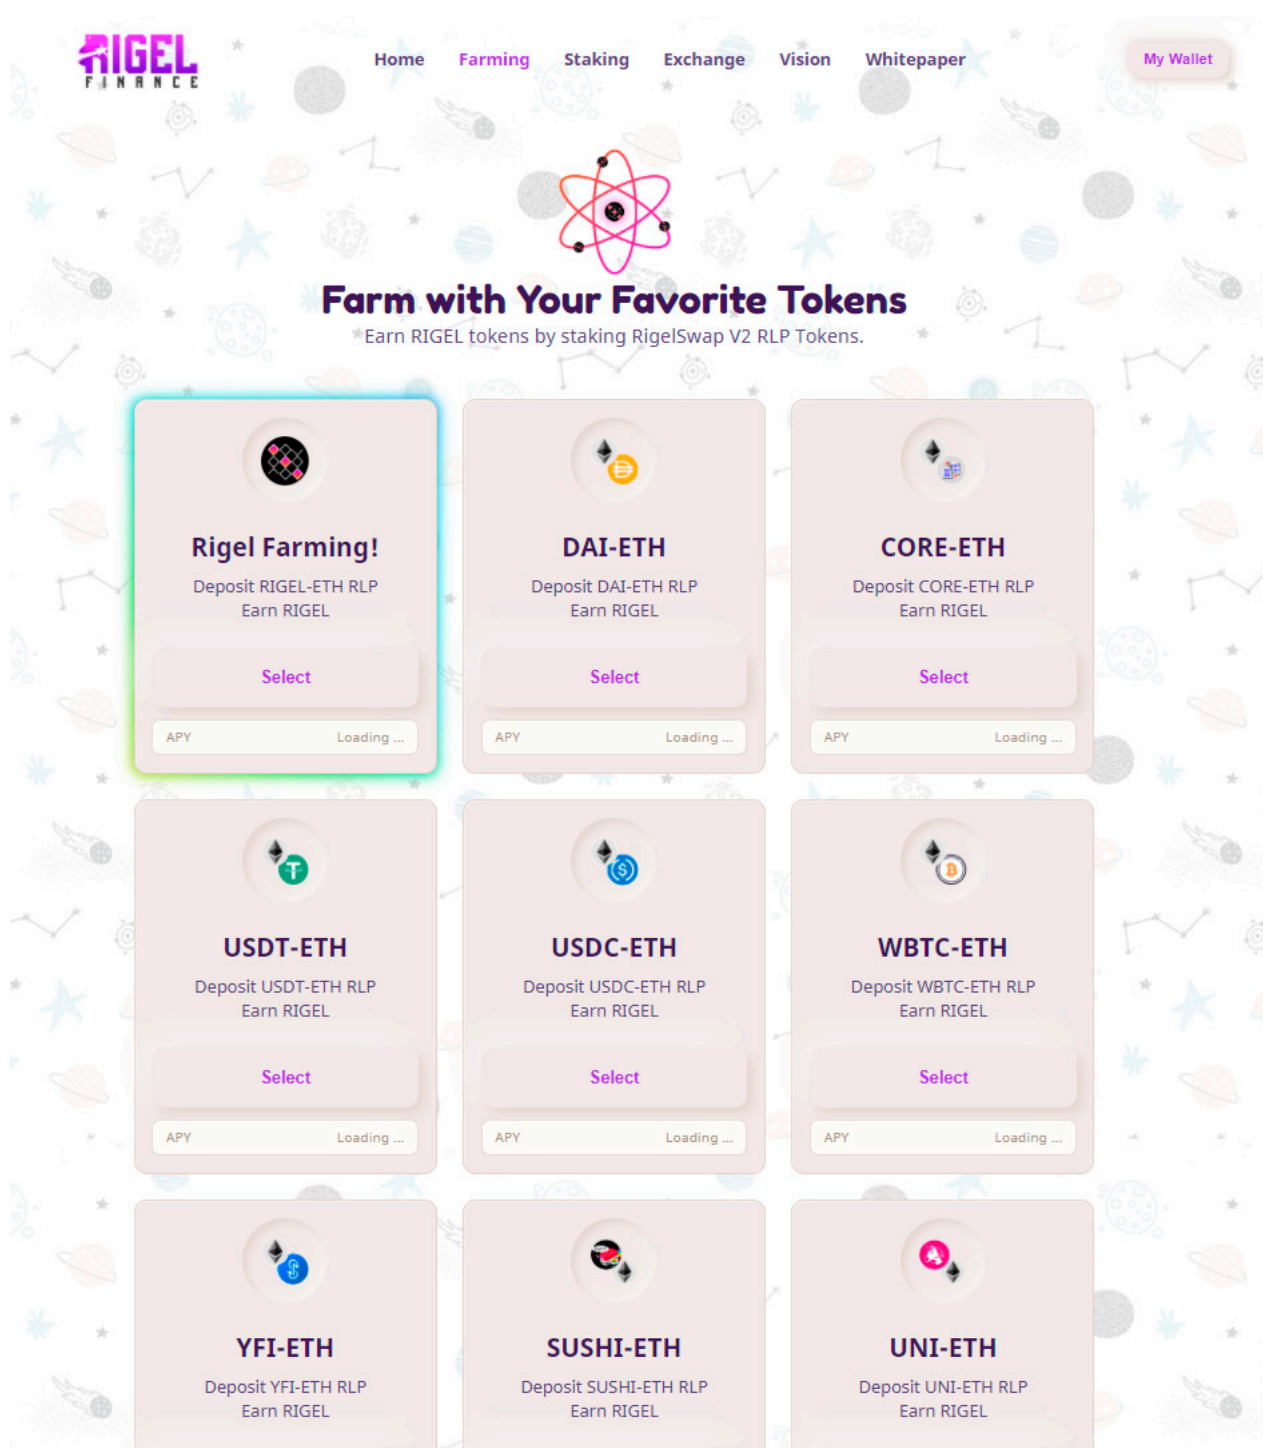 RIGEL
FINANCE
Home Farming Staking Exchange Vision Whitepaper
My Wallet
Farm with Your Favorite Tokens
Earn RIGEL tokens by staking RigelSwap V2 RLP Tokens.
Rigel Farming!
Deposit RIGEL-ETH RLP
Earn RIGEL
Select
APY Loading ...
DAI-ETH
Deposit DAI-ETH RLP
Earn RIGEL
Select
APY Loading ...
CORE-ETH
Deposit CORE-ETH RLP
Earn RIGEL
Select
APY Loading ...
USDT-ETH
Deposit USDT-ETH RLP
Earn RIGEL
Select
APY Loading ...
USDC-ETH
Deposit USDC-ETH RLP
Earn RIGEL
Select
APY Loading ...
WBTC-ETH
Deposit WBTC-ETH RLP
Earn RIGEL
Select
APY Loading ...
YFI-ETH
Deposit YFI-ETH RLP
Earn RIGEL
SUSHI-ETH
Deposit SUSHI-ETH RLP
Earn RIGEL
UNI-ETH
Deposit UNI-ETH RLP
Earn RIGEL